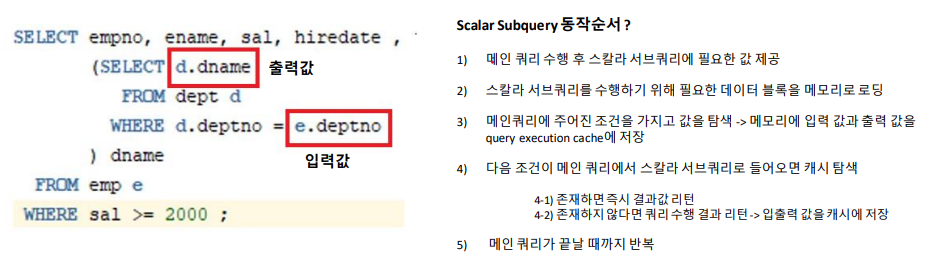 SELECT empno, ename, sal, hiredate ,
(SELECT d.dname 출력값
FROM dept d
WHERE d.deptno = e.deptno
입력값
) dname
FROM emp e
WHERE sal >= 2000 ;
Scalar Subquery 동작순서 ?
1) 메인 쿼리 수행 후 스칼라 서브쿼리에 필요한 값 제공
2) 스칼라 서브쿼리를 수행하기 위해 필요한 데이터 블록을 메모리로 로딩
3) 메인쿼리에 주어진 조건을 가지고 값을 탐색 -> 메모리에 입력 값과 출력 값을
query execution cache에 저장
4) 다음 조건이 메인 쿼리에서 스칼라 서브쿼리로 들어오면 캐시 탐색
4-1) 존재하면 즉시 결과값 리턴
4-2) 존재하지 않다면 쿼리 수행 결과 리턴 -> 입출력 값을 캐시에 저장
5) 메인 쿼리가 끝날 때까지 반복